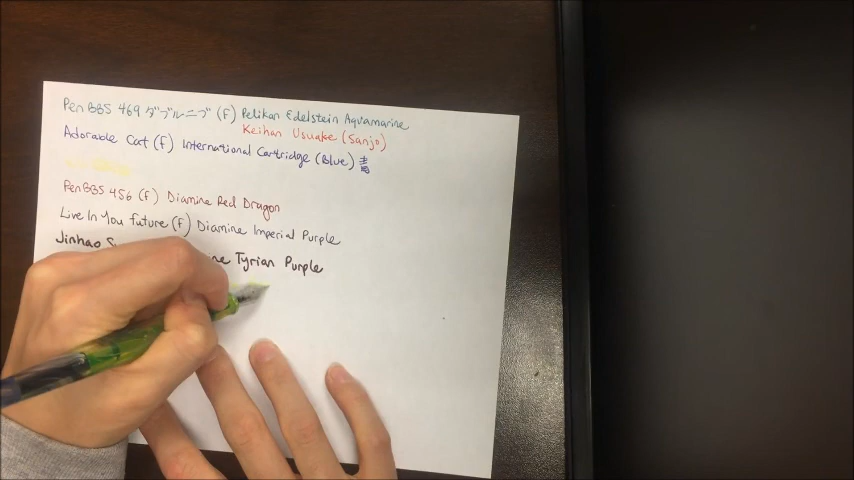 Pen BBS 469 ダブルニブ (F) Pelikan Edelstein Aquamarine
Keihan Usuake (Sanjo)
Adorable Cat (F) International Cartridge (Blue) 青
PenBBS 456 (F) Diamine Red Dragon
Live In You Future (F) Diamine Imperial Purple
Jinhao Tyrian Purple